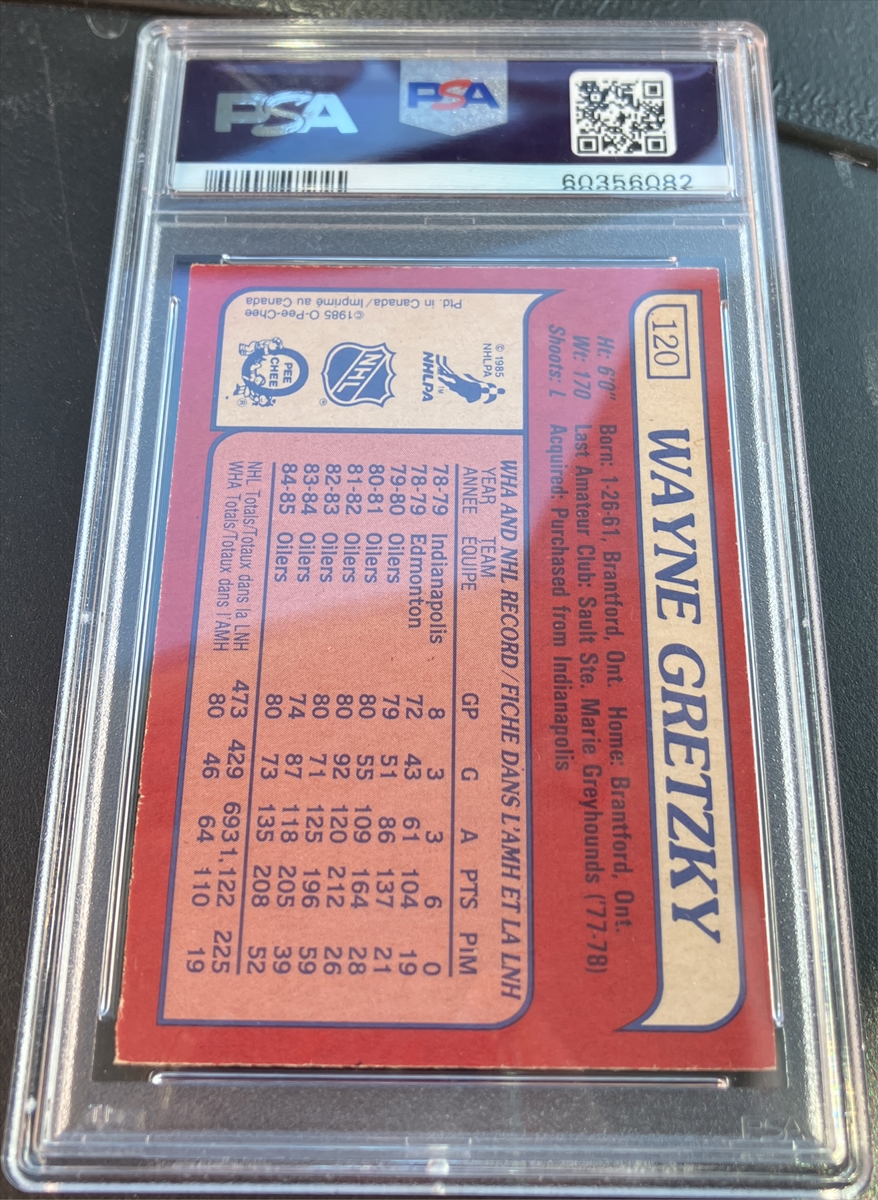 PSA
PSA
60356082
120
WAYNE GRETZKY
Ht: 6'0" Born: 1-26-61, Brantford, Ont. Home: Brantford, Ont.
Wt: 170 Last Amateur Club: Sault Ste. Marie Greyhounds ('77-78)
Shoots: L Acquired: Purchased from Indianapolis
© 1985
NHLPA
NHLPA™
NHL®
O PEE CHEE®
Ptd. in Canada/Imprimé au Canada
©1985 O-Pee-Chee
WHA AND NHL RECORD/FICHE DANS L'AMH ET LA LNH
YEAR TEAM GP G A PTS PiM
ANNÉE ÉQUIPE
78-79 Indianapolis 8 3 3 6 0
78-79 Edmonton 72 43 61 104 19
79-80 Oilers 79 51 86 137 21
80-81 Oilers 80 55 109 164 28
81-82 Oilers 80 92 120 212 26
82-83 Oilers 80 71 125 196 59
83-84 Oilers 74 87 118 205 39
84-85 Oilers 80 73 135 208 52
NHL Totals/Totaux dans la LNH 473 429 693 1,122 225
WHA Totals/Totaux dans l'AMH 80 46 64 110 19
PSA